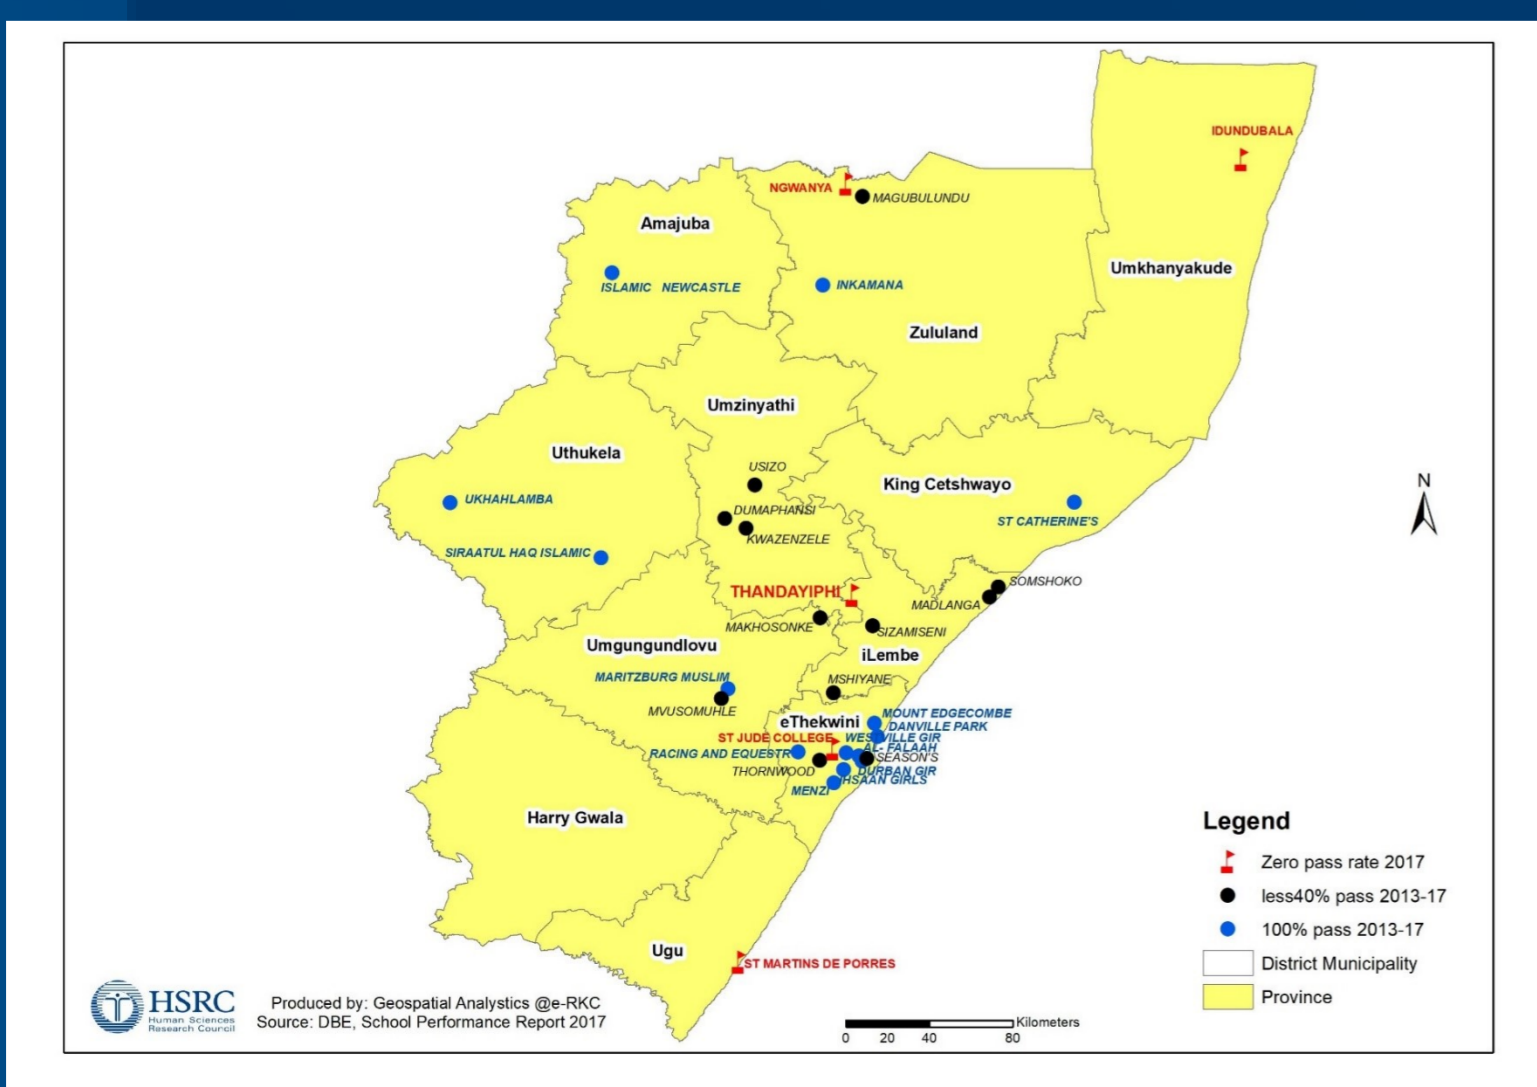 IDUNDUBALA
NGWANYA
MAGUBULUNDU
Amajuba
Umkhanyakude
ISLAMIC NEWCASTLE
INKAMANA
Zululand
Umzinyathi
Uthukela
USIZO
King Cetshwayo
UKHAHLAMBA
DUMAPHANSI
ST CATHERINE'S
KWAZENZELE
SIRAATUL HAQ ISLAMIC
SOMSHOKO
THANDAYIPHI
MADLANGA
MAKHOSONKE
SIZAMISENI
Umgungundlovu
iLembe
MARITZBURG MUSLIM
MSHIYANE
MVUSOMUHLE
MOUNT EDGECOMBE
eThekwini
DANVILLE PARK
ST JUDE COLLEGE
WESTVILLE GIR
RACING AND EQUESTR
AL- FALAAH
SEASON'S
THORNWOOD
DURBAN GIR
HSAAN GIRLS
MENZI
Harry Gwala
Ugu
ST MARTINS DE PORRES
N
Legend
Zero pass rate 2017
less40% pass 2013-17
100% pass 2013-17
District Municipality
Province
HSRC
Human Sciences
Research Council
Produced by: Geospatial Analystics @e-RKC
Source: DBE, School Performance Report 2017
Kilometers
0 20 40 80